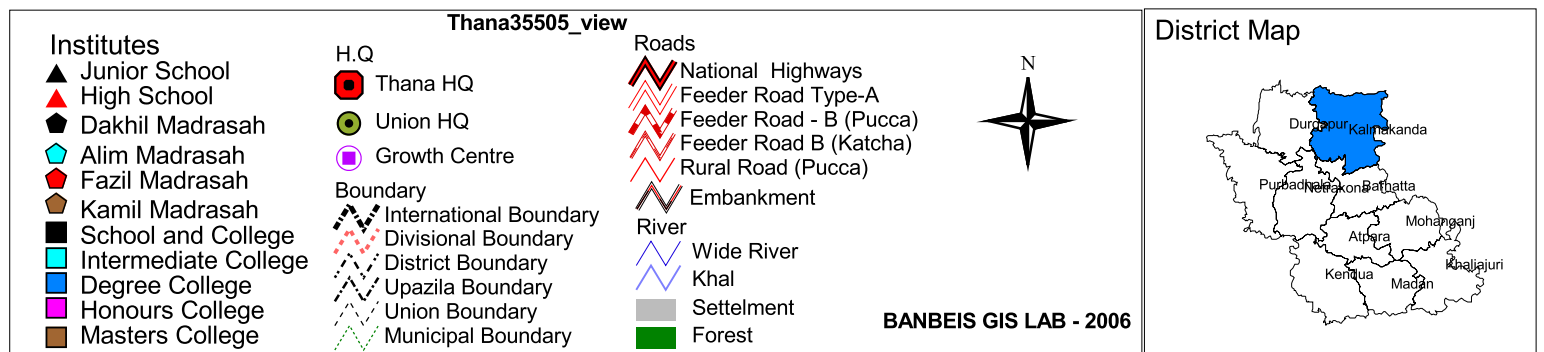 Thana35505_view
Institutes
Junior School
High School
Dakhil Madrasah
Alim Madrasah
Fazil Madrasah
Kamil Madrasah
School and College
Intermediate College
Degree College
Honours College
Masters College
H.Q
Thana HQ
Union HQ
Growth Centre
Boundary
International Boundary
Divisional Boundary
District Boundary
Upazila Boundary
Union Boundary
Municipal Boundary
Roads
National Highways
Feeder Road Type-A
Feeder Road - B (Pucca)
Feeder Road B (Katcha)
Rural Road (Pucca)
Embankment
River
Wide River
Khal
Settelment
Forest
N
BANBEIS GIS LAB - 2006
District Map
Durgapur
Kalmakanda
Purbadhala
Netrakona
Bathatta
Mohanganj
Atpara
Khaliajuri
Kendua
Madan